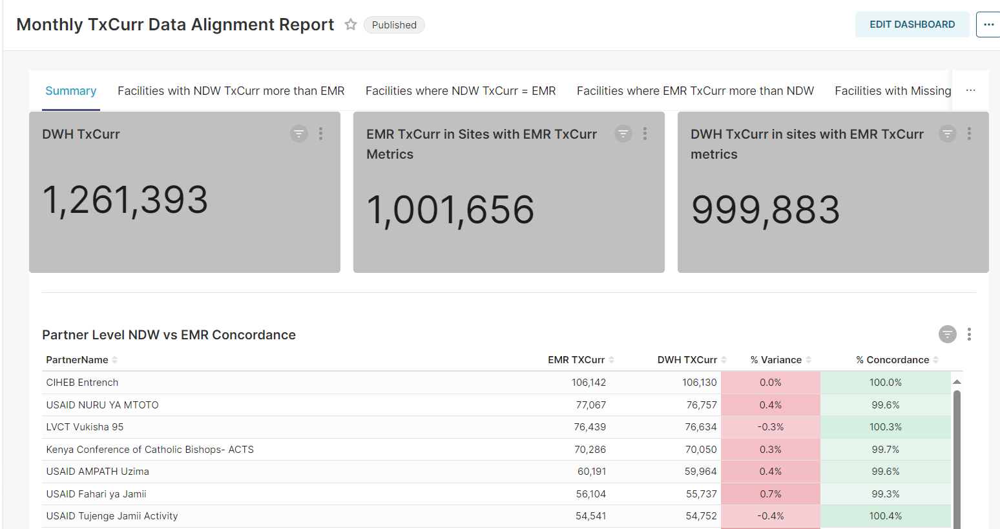 Monthly TxCurr Data Alignment Report Published EDIT DASHBOARD ...
Summary Facilities with NDW TxCurr more than EMR Facilities where NDW TxCurr = EMR Facilities where EMR TxCurr more than NDW Facilities with Missing ...
DWH TxCurr
1,261,393
EMR TxCurr in Sites with EMR TxCurr
Metrics
1,001,656
DWH TxCurr in sites with EMR TxCurr
metrics
999,883
Partner Level NDW vs EMR Concordance
PartnerName EMR TXCurr DWH TXCurr % Variance % Concordance
CIHEB Entrench 106,142 106,130 0.0% 100.0%
USAID NURU YA MTOTO 77,067 76,757 0.4% 99.6%
LVCT Vukisha 95 76,439 76,634 -0.3% 100.3%
Kenya Conference of Catholic Bishops- ACTS 70,286 70,050 0.3% 99.7%
USAID AMPATH Uzima 60,191 59,964 0.4% 99.6%
USAID Fahari ya Jamii 56,104 55,737 0.7% 99.3%
USAID Tujenge Jamii Activity 54,541 54,752 -0.4% 100.4%